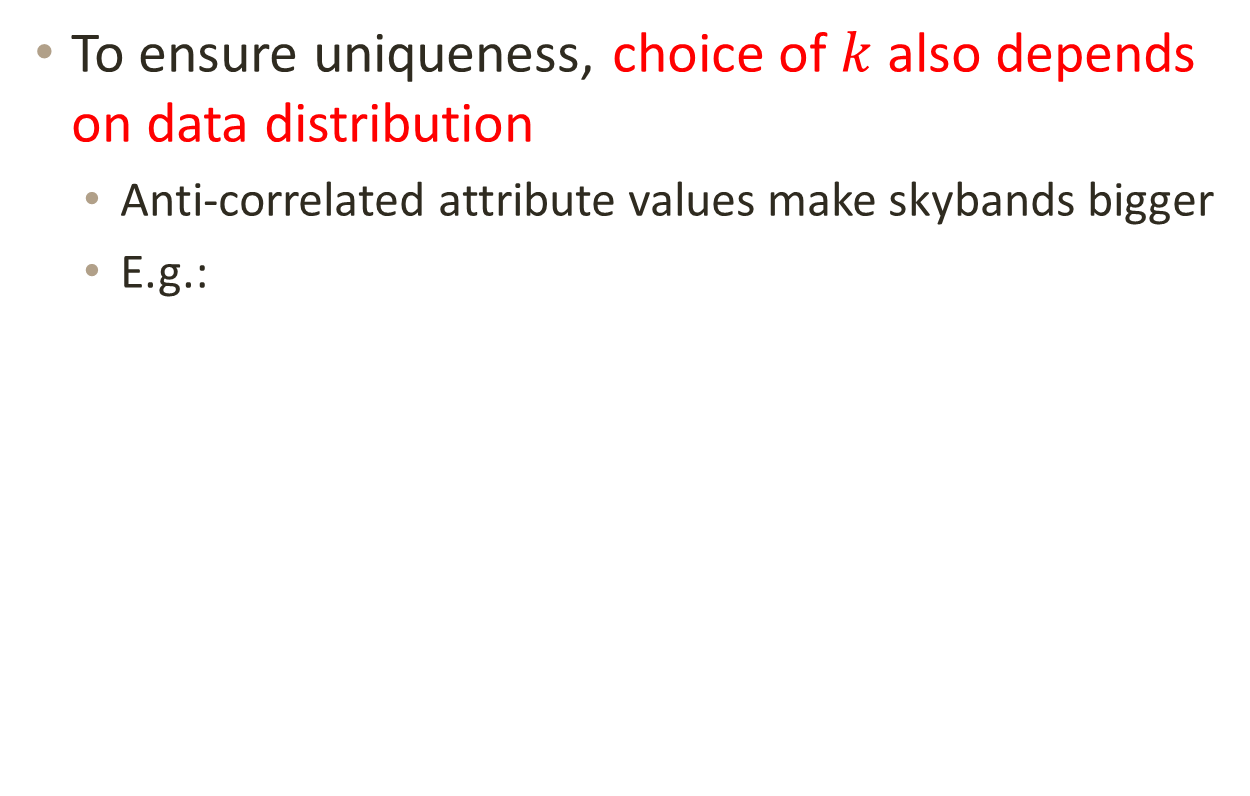 • To ensure uniqueness, choice of k also depends
on data distribution
• Anti-correlated attribute values make skybands bigger
• E.g.: